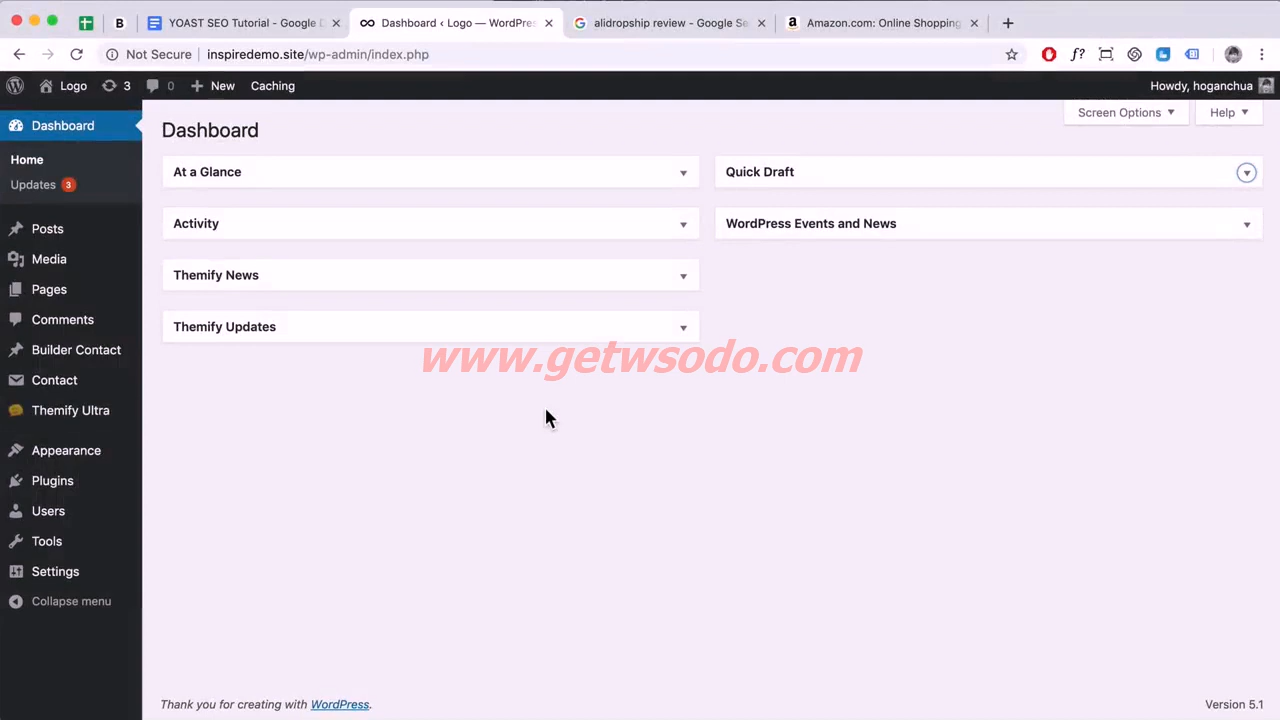 YOAST SEO Tutorial - Google D
Dashboard ‹ Logo — WordPres
alidropship review - Google Se
Amazon.com: Online Shopping
Not Secure | inspiredemo.site/wp-admin/index.php
Logo 3 0 New Caching Howdy, hoganchua
Screen Options Help
Dashboard
Home
Updates 3
Posts
Media
Pages
Comments
Builder Contact
Contact
Themify Ultra
Appearance
Plugins
Users
Tools
Settings
Collapse menu
Dashboard
At a Glance
Quick Draft
Activity
WordPress Events and News
Themify News
Themify Updates
www.getwsodo.com
Thank you for creating with WordPress.
Version 5.1